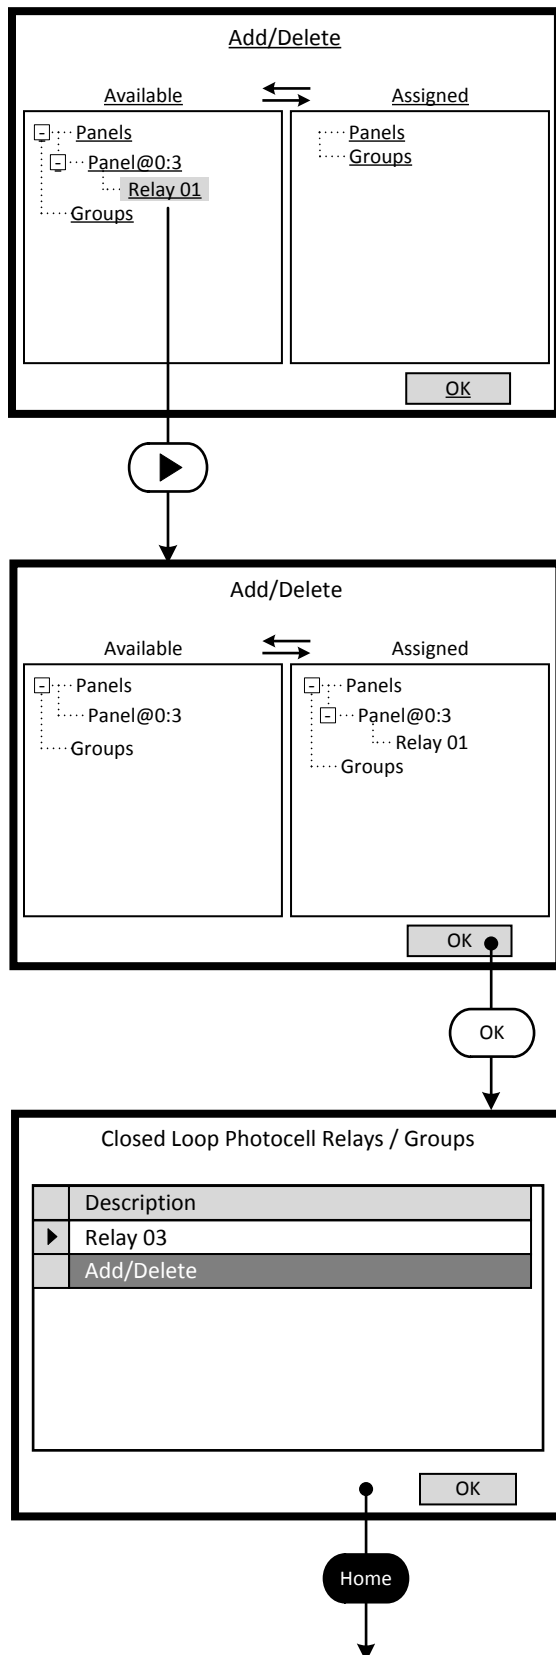 Add/Delete
Available Assigned
- Panels Panels
- Panel@0:3 Groups
Relay 01
Groups
OK
Add/Delete
Available Assigned
- Panels - Panels
Panel@0:3 - Panel@0:3
Groups Relay 01
Groups
OK
OK
Closed Loop Photocell Relays / Groups
Description
Relay 03
Add/Delete
OK
Home